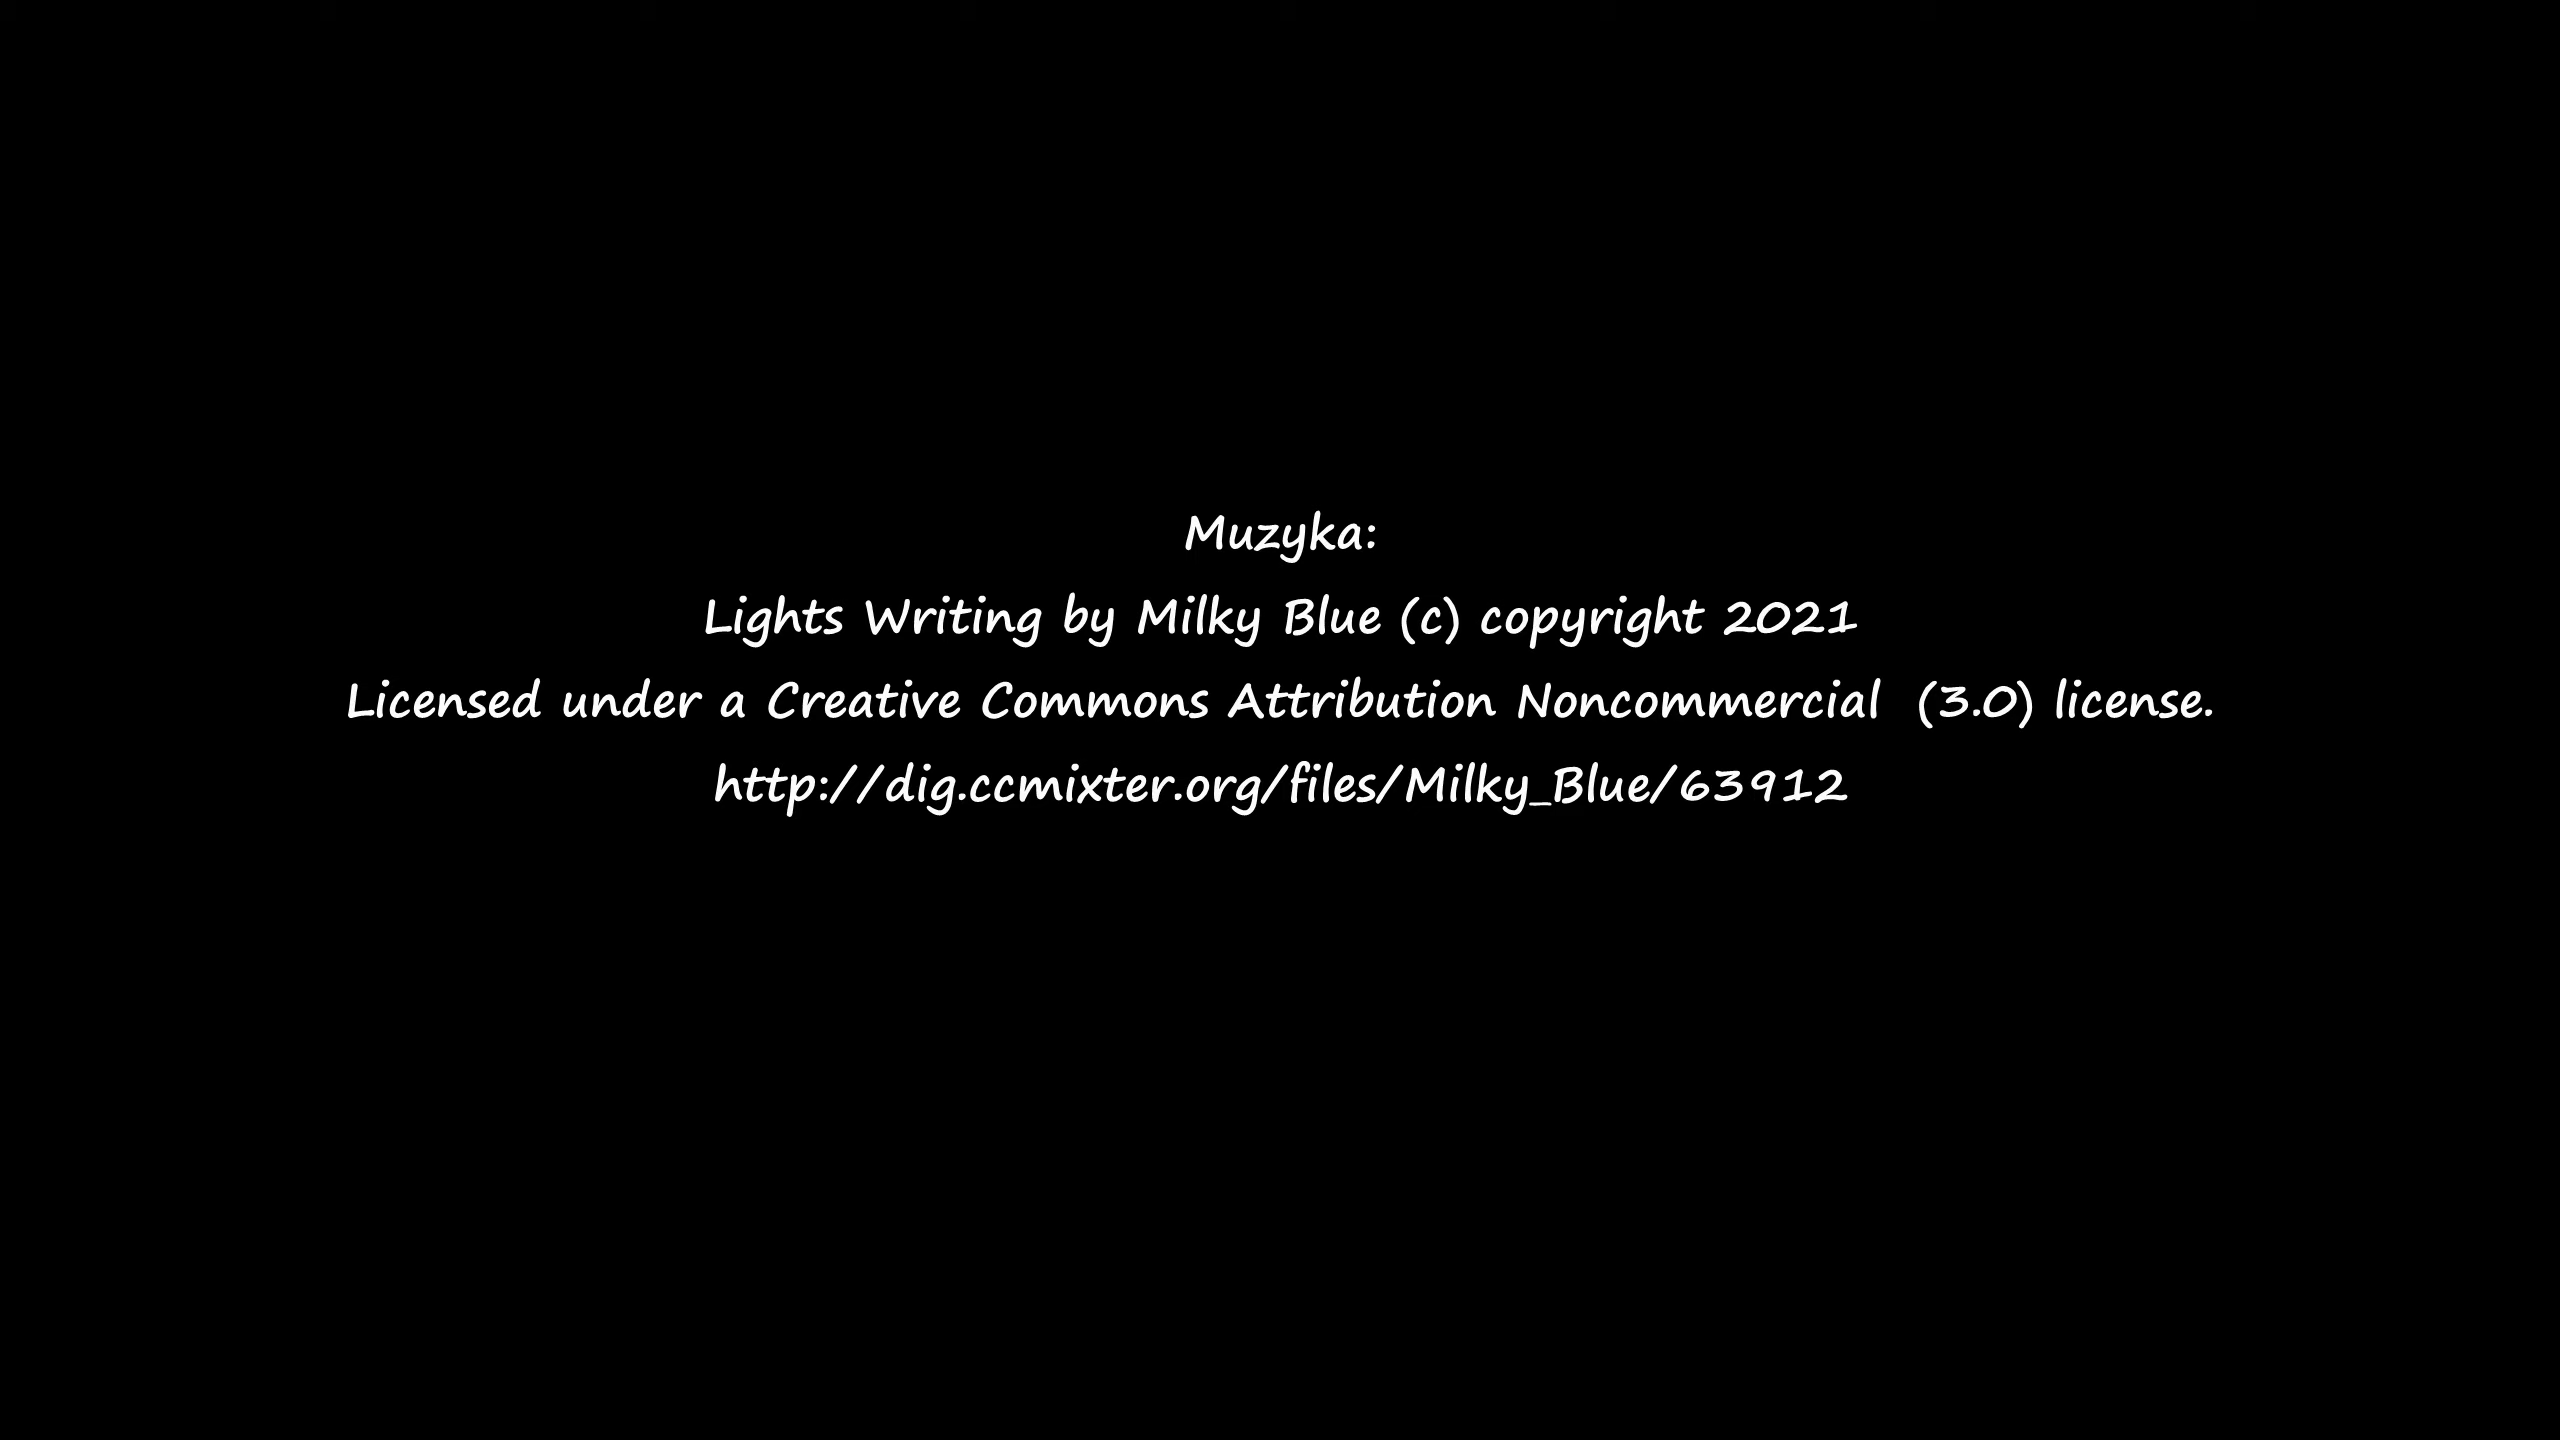 Muzyka:
Lights Writing by Milky Blue (c) copyright 2021
Licensed under a Creative Commons Attribution Noncommercial  (3.0) license.
http://dig.ccmixter.org/files/Milky_Blue/63912